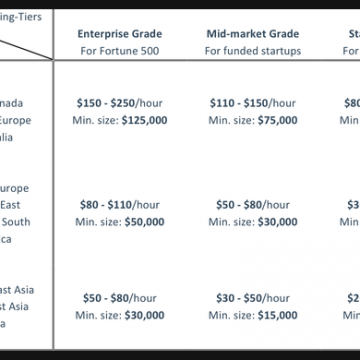 ing-Tiers
Enterprise Grade
For Fortune 500
Mid-market Grade
For funded startups
St
For
nada
Europe
lia
$150 - $250/hour
Min. size: $125,000
$110 - $150/hour
Min. size: $75,000
$80
Min
urope
East
South
ca
$80 - $110/hour
Min. size: $50,000
$50 - $80/hour
Min. size: $30,000
$3
Min.
ast Asia
t Asia
a
$50 - $80/hour
Min. size: $30,000
$30 - $50/hour
Min. size: $15,000
$2
Min